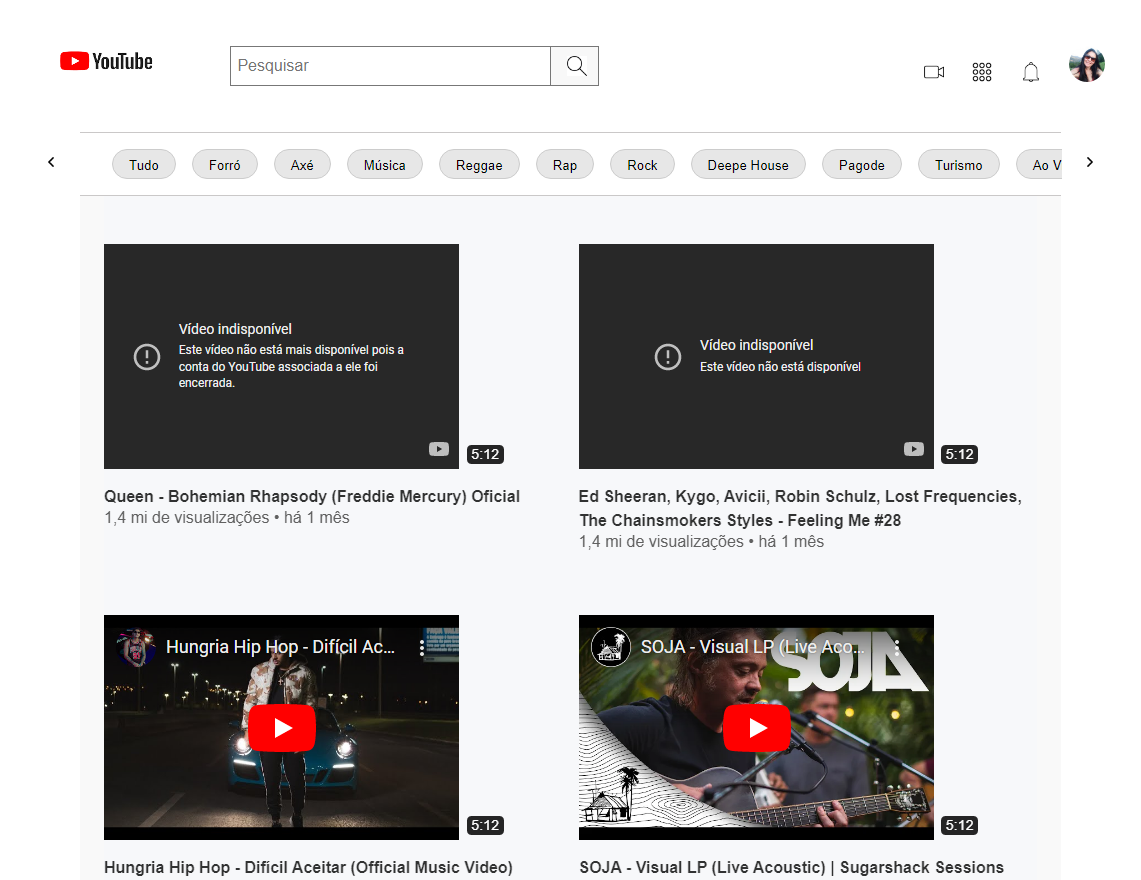 YouTube
Pesquisar
Tudo Forró Axé Música Reggae Rap Rock Deepe House Pagode Turismo Ao V
Vídeo indisponível
Este vídeo não está mais disponível pois a
conta do YouTube associada a ele foi
encerrada.
5:12
Vídeo indisponível
Este vídeo não está disponível
5:12
Queen - Bohemian Rhapsody (Freddie Mercury) Oficial
1,4 mi de visualizações • há 1 mês
Ed Sheeran, Kygo, Avicii, Robin Schulz, Lost Frequencies,
The Chainsmokers Styles - Feeling Me #28
1,4 mi de visualizações • há 1 mês
Hungria Hip Hop - Difícil Ac...
5:12
SOJA - Visual LP (Live Aco...
SOJA
5:12
Hungria Hip Hop - Difícil Aceitar (Official Music Video)
SOJA - Visual LP (Live Acoustic) | Sugarshack Sessions